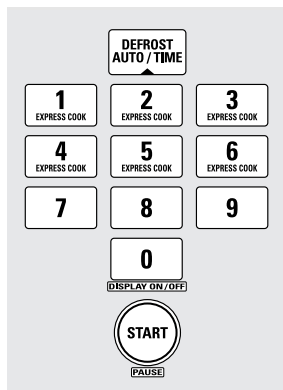 DEFROST
AUTO / TIME
1 2 3
EXPRESS COOK EXPRESS COOK EXPRESS COOK
4 5 6
EXPRESS COOK EXPRESS COOK EXPRESS COOK
7 8 9
0
DISPLAY ON/OFF
START
PAUSE